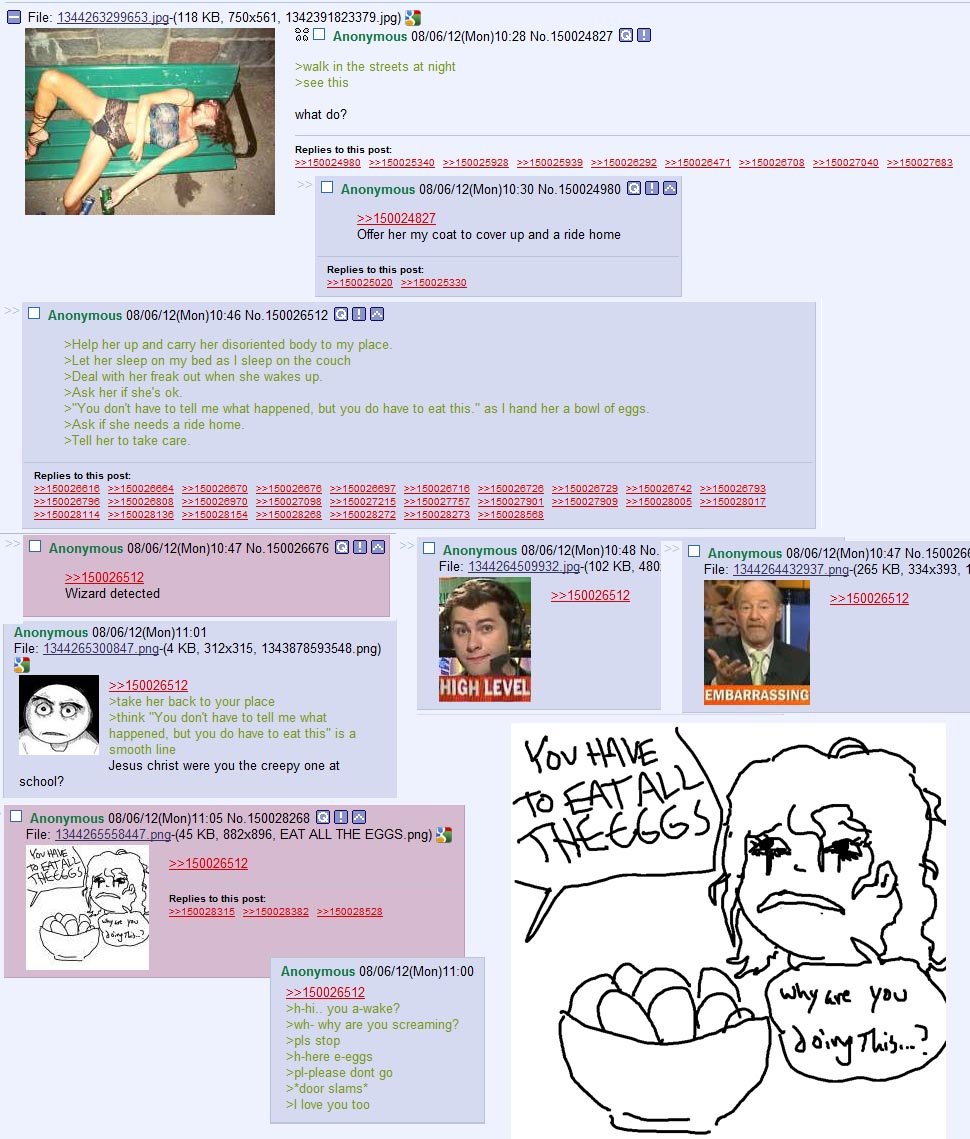 File: 1344263299653.jpg-(118 KB, 750x561, 1342391823379.jpg)
Anonymous 08/06/12(Mon)10:28 No.150024827
>walk in the streets at night
>see this
what do?
Replies to this post:
>>150024980 >>150025340 >>150025928 >>150025939 >>150026292 >>150026471 >>150026708 >>150027040 >>150027683
>> Anonymous 08/06/12(Mon)10:30 No.150024980
>>150024827
Offer her my coat to cover up and a ride home
Replies to this post:
>>150025020 >>150025330
>> Anonymous 08/06/12(Mon)10:46 No.150026512
>Help her up and carry her disoriented body to my place.
>Let her sleep on my bed as I sleep on the couch
>Deal with her freak out when she wakes up.
>Ask her if she's ok.
>"You don't have to tell me what happened, but you do have to eat this." as I hand her a bowl of eggs.
>Ask if she needs a ride home.
>Tell her to take care.
Replies to this post:
>>150026616 >>150026664 >>150026670 >>150026676 >>150026697 >>150026716 >>150026726 >>150026729 >>150026742 >>150026793
>>150026796 >>150026808 >>150026970 >>150027098 >>150027215 >>150027757 >>150027901 >>150027909 >>150028005 >>150028017
>>150028114 >>150028136 >>150028154 >>150028268 >>150028272 >>150028273 >>150028568
>> Anonymous 08/06/12(Mon)10:47 No.150026676
>>150026512
Wizard detected
>> Anonymous 08/06/12(Mon)10:48 No.
File: 1344264509932.jpg-(102 KB, 480
>>150026512
HIGH LEVEL
>> Anonymous 08/06/12(Mon)10:47 No.1500266
File: 1344264432937.png-(265 KB, 334x393, 1
>>150026512
EMBARRASSING
Anonymous 08/06/12(Mon)11:01
File: 1344265300847.png-(4 KB, 312x315, 1343878593548.png)
>>150026512
>take her back to your place
>think "You don't have to tell me what
happened, but you do have to eat this" is a
smooth line
Jesus christ were you the creepy one at
school?
Anonymous 08/06/12(Mon)11:05 No.150028268
File: 1344265558447.png-(45 KB, 882x896, EAT ALL THE EGGS.png)
YOU HAVE
TO EAT ALL
THE EGGS
why are you
doing This...?
>>150026512
Replies to this post:
>>150028315 >>150028382 >>150028528
Anonymous 08/06/12(Mon)11:00
>>150026512
>h-hi.. you a-wake?
>wh- why are you screaming?
>pls stop
>h-here e-eggs
>pl-please dont go
>*door slams*
>I love you too
YOU HAVE
TO EAT ALL
THE EGGS
why are you
doing This...?